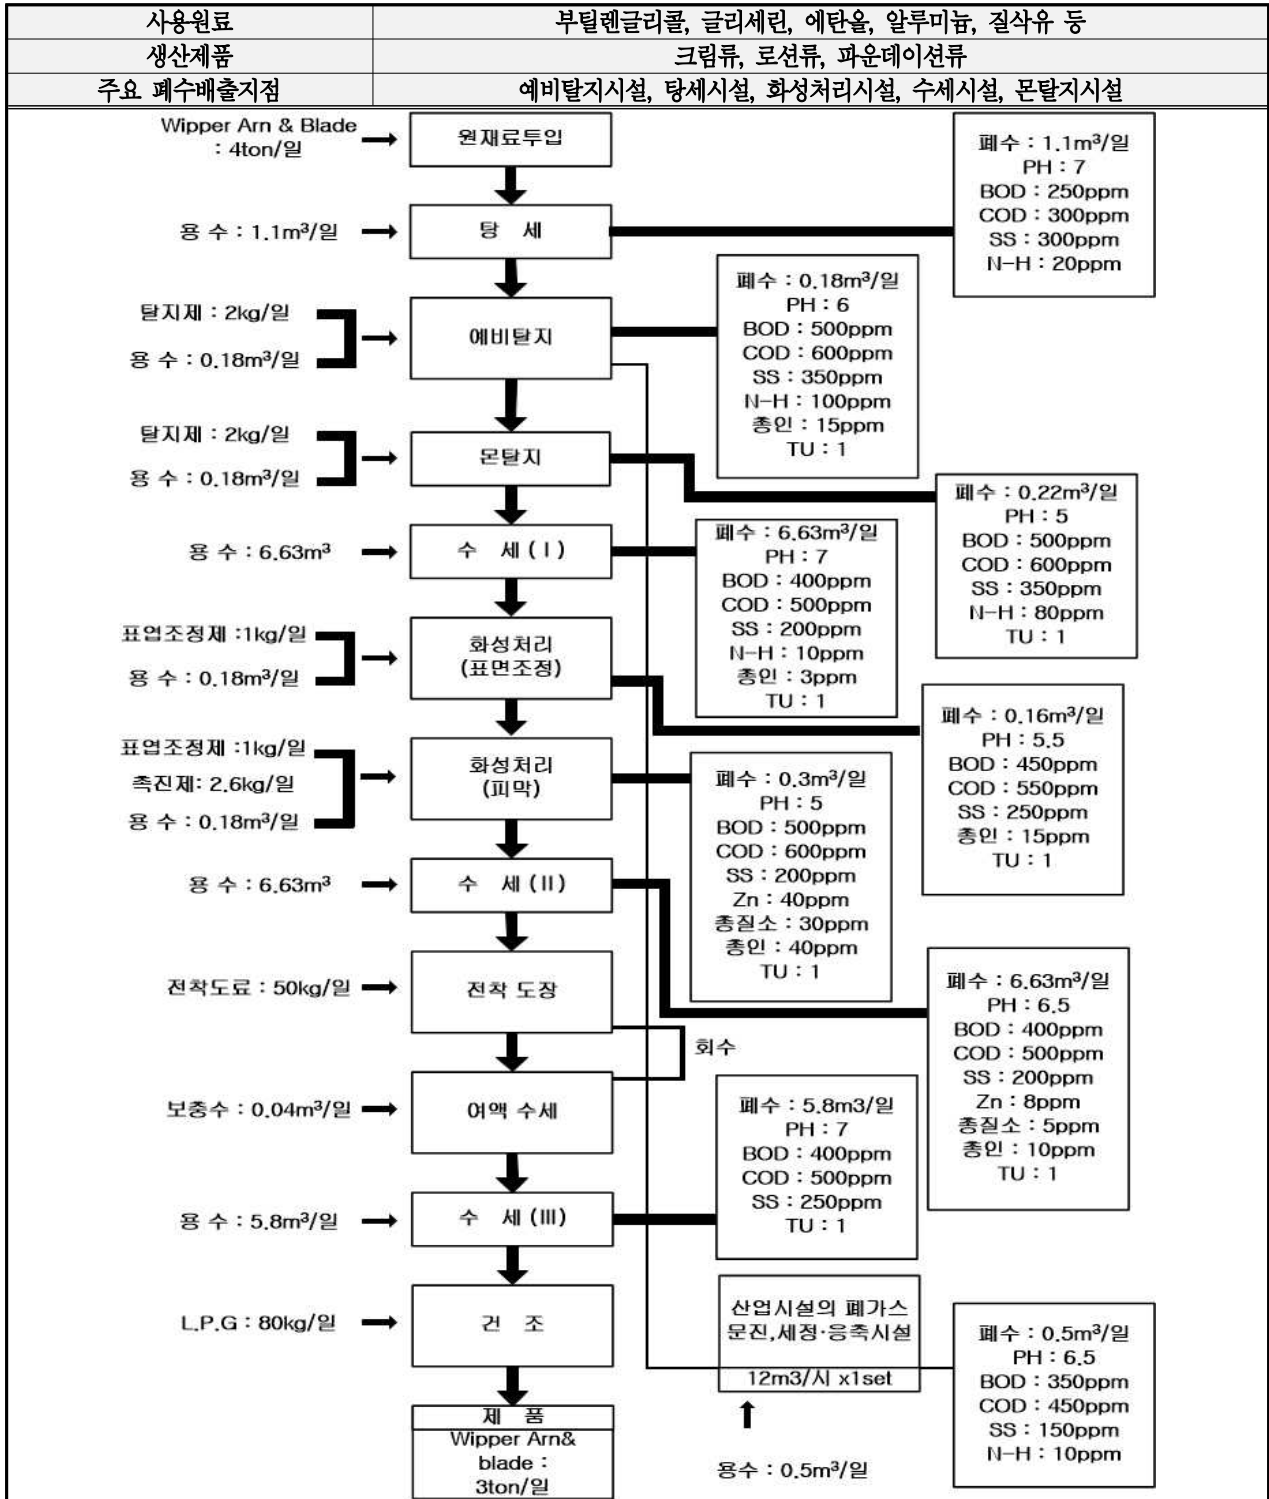 사용원료 부틸렌글리콜, 글리세린, 에탄올, 알루미늄, 질삭유 등
생산제품 크림류, 로션류, 파운데이션류
주요 폐수배출지점 예비탈지시설, 탕세시설, 화성처리시설, 수세시설, 몬탈지시설
Wipper Arn & Blade
: 4ton/일
원재료투입
용 수 : 1.1m³/일
탕 세
폐수 : 1.1m³/일
PH : 7
BOD : 250ppm
COD : 300ppm
SS : 300ppm
N-H : 20ppm
탈지제 : 2kg/일
용 수 : 0.18m³/일
예비탈지
폐수 : 0.18m³/일
PH : 6
BOD : 500ppm
COD : 600ppm
SS : 350ppm
N-H : 100ppm
총인 : 15ppm
TU : 1
탈지제 : 2kg/일
용 수 : 0.18m³/일
몬탈지
폐수 : 0.22m³/일
PH : 5
BOD : 500ppm
COD : 600ppm
SS : 350ppm
N-H : 80ppm
TU : 1
용 수 : 6.63m³
수 세 (I)
폐수 : 6.63m³/일
PH : 7
BOD : 400ppm
COD : 500ppm
SS : 200ppm
N-H : 10ppm
총인 : 3ppm
TU : 1
표엽조정제 :1kg/일
용 수 : 0.18m³/일
화성처리
(표면조정)
폐수 : 0.16m³/일
PH : 5.5
BOD : 450ppm
COD : 550ppm
SS : 250ppm
총인 : 15ppm
TU : 1
표엽조정제 :1kg/일
촉진제: 2.6kg/일
용 수 : 0.18m³/일
화성처리
(피막)
폐수 : 0.3m³/일
PH : 5
BOD : 500ppm
COD : 600ppm
SS : 200ppm
Zn : 40ppm
총질소 : 30ppm
총인 : 40ppm
TU : 1
용 수 : 6.63m³
수 세 (II)
폐수 : 6.63m³/일
PH : 6.5
BOD : 400ppm
COD : 500ppm
SS : 200ppm
Zn : 8ppm
총질소 : 5ppm
총인 : 10ppm
TU : 1
전착도료 : 50kg/일
전착 도장
회수
보충수 : 0.04m³/일
여액 수세
용 수 : 5.8m³/일
수 세 (III)
폐수 : 5.8m3/일
PH : 7
BOD : 400ppm
COD : 500ppm
SS : 250ppm
TU : 1
L.P.G : 80kg/일
건 조
산업시설의 폐가스
문진,세정·응축시설
12m3/시 x1set
용수 : 0.5m³/일
폐수 : 0.5m³/일
PH : 6.5
BOD : 350ppm
COD : 450ppm
SS : 150ppm
N-H : 10ppm
제 품
Wipper Arn&
blade :
3ton/일